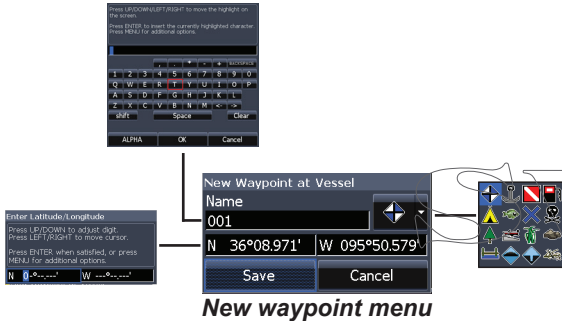 Press UP/DOWN/LEFT/RIGHT to move the highlight on
the screen.
Press ENTER to insert the currently highlighted character
Press MENU for additional options.
, . * - + BACKSPACE
1 2 3 4 5 6 7 8 9 0
Q W E R T Y U I O P
A S D F G H J K L
Z X C V B N M <- ->
shift Space Clear
ALPHA OK Cancel
New Waypoint at Vessel
Name
001
N 36°08.971' W 095°50.579'
Save Cancel
Enter Latitude/Longitude
Press UP/DOWN to adjust digit.
Press LEFT/RIGHT to move cursor.
Press ENTER when satisfied, or press
MENU for additional options.
N 0-°--.---' W ---°--.---'
New waypoint menu